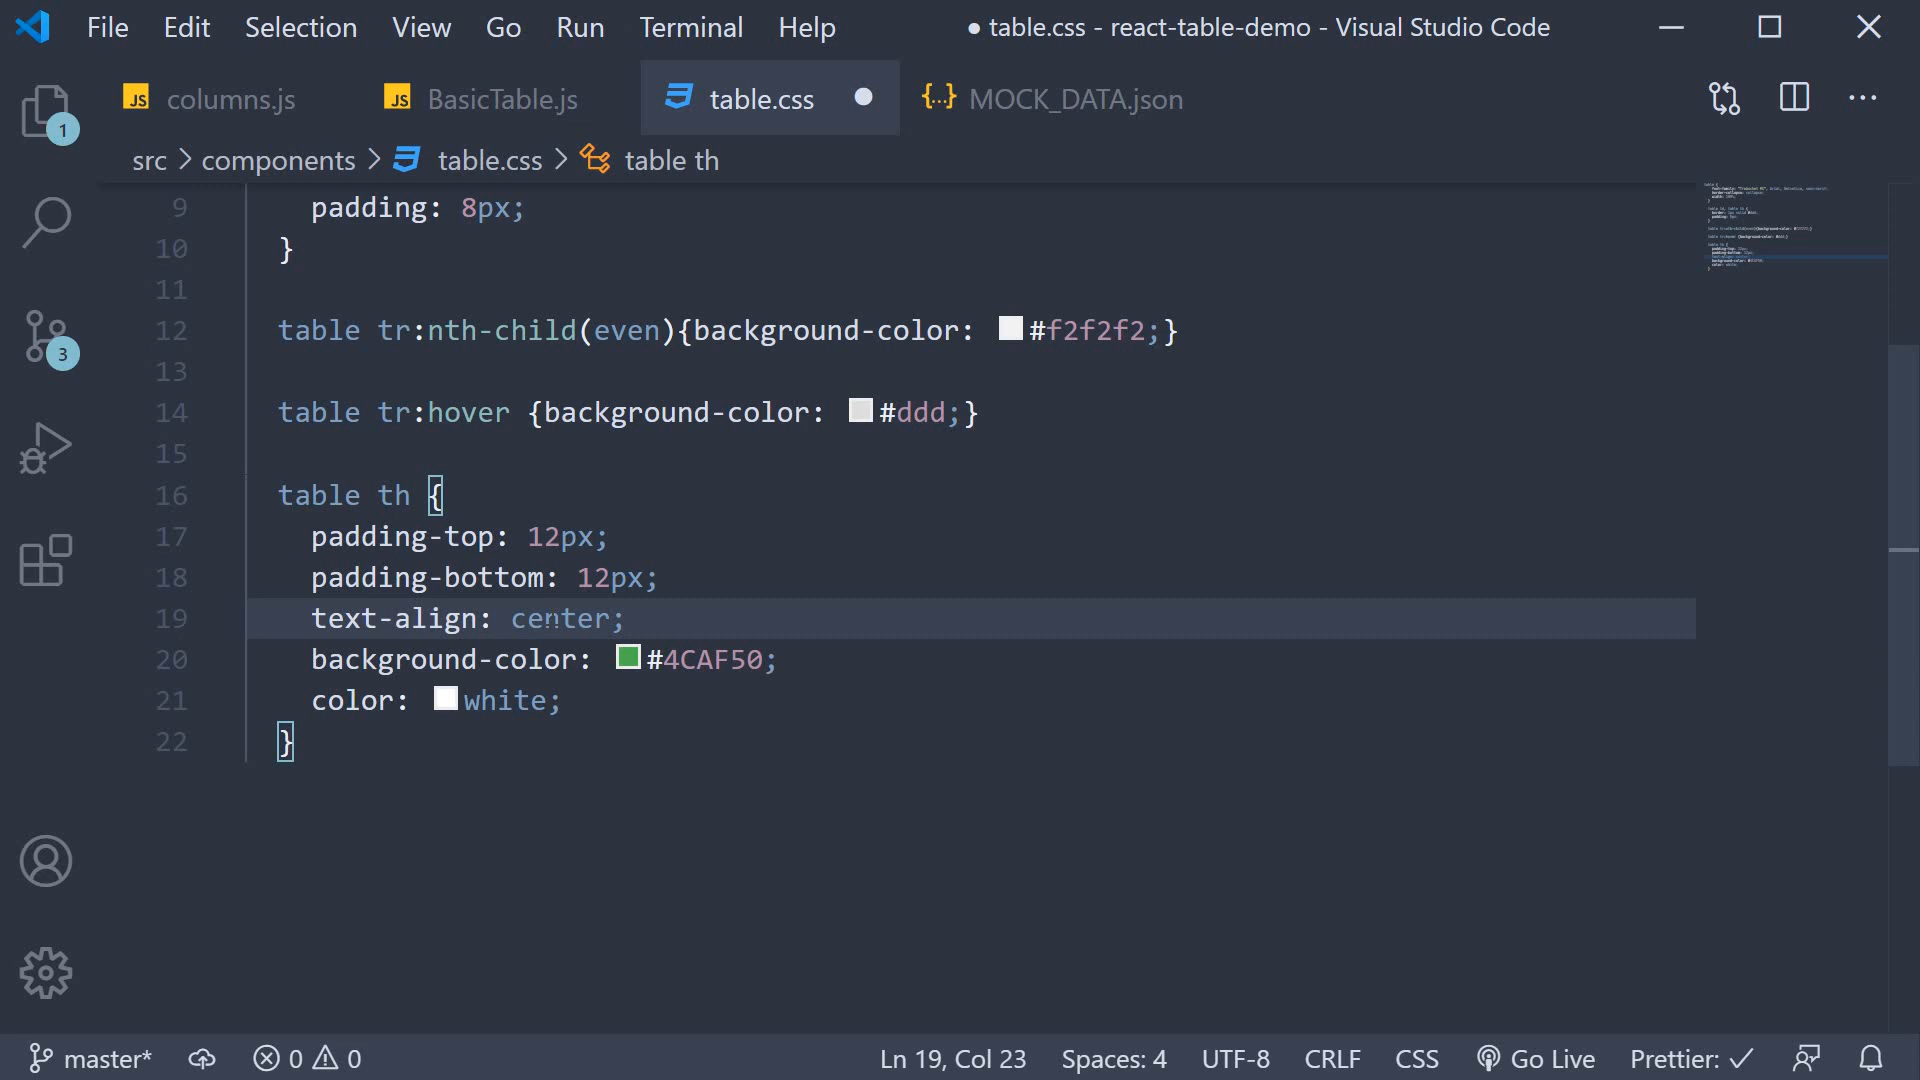 File Edit Selection View Go Run Terminal Help ● table.css - react-table-demo - Visual Studio Code
JS columns.js JS BasicTable.js table.css ● {..} MOCK_DATA.json
src > components > table.css > table th
1
3
9 padding: 8px;
10 }
11
12 table tr:nth-child(even){background-color: #f2f2f2;}
13
14 table tr:hover {background-color: #ddd;}
15
16 table th {
17 padding-top: 12px;
18 padding-bottom: 12px;
19 text-align: center;
20 background-color: #4CAF50;
21 color: white;
22 }
master* 0 0 Ln 19, Col 23 Spaces: 4 UTF-8 CRLF CSS Go Live Prettier: ✓